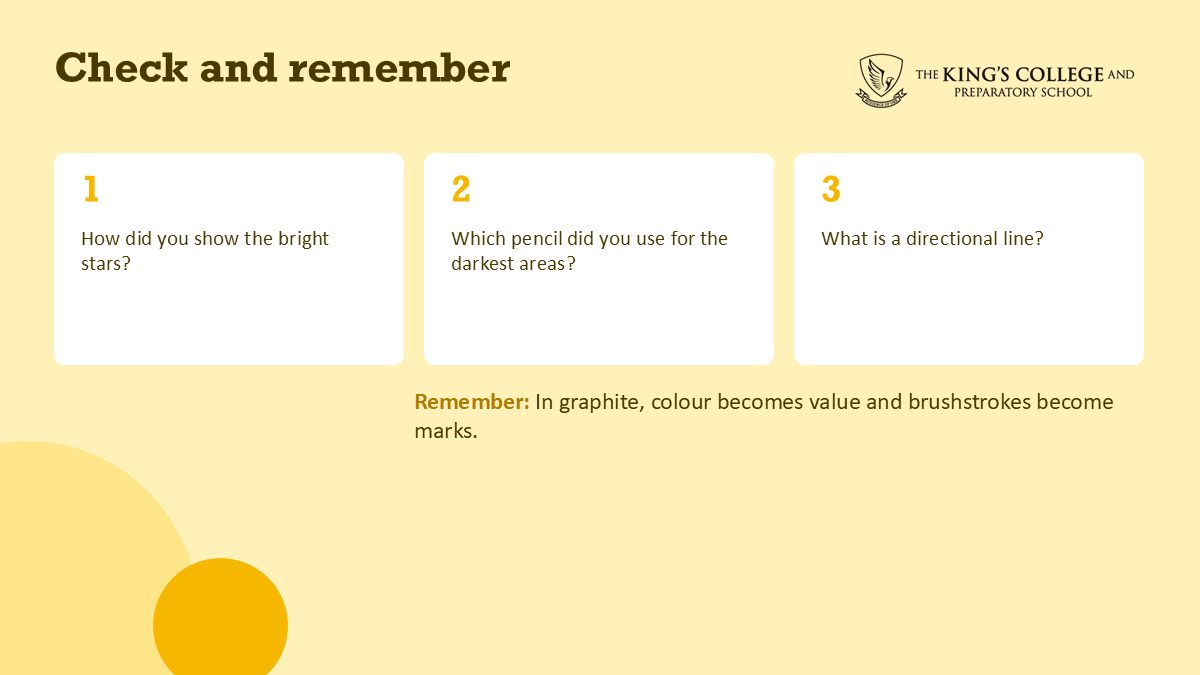 Check and remember
THE KING'S COLLEGE AND
PREPARATORY SCHOOL
1
How did you show the bright
stars?
2
Which pencil did you use for the
darkest areas?
3
What is a directional line?
Remember: In graphite, colour becomes value and brushstrokes become
marks.